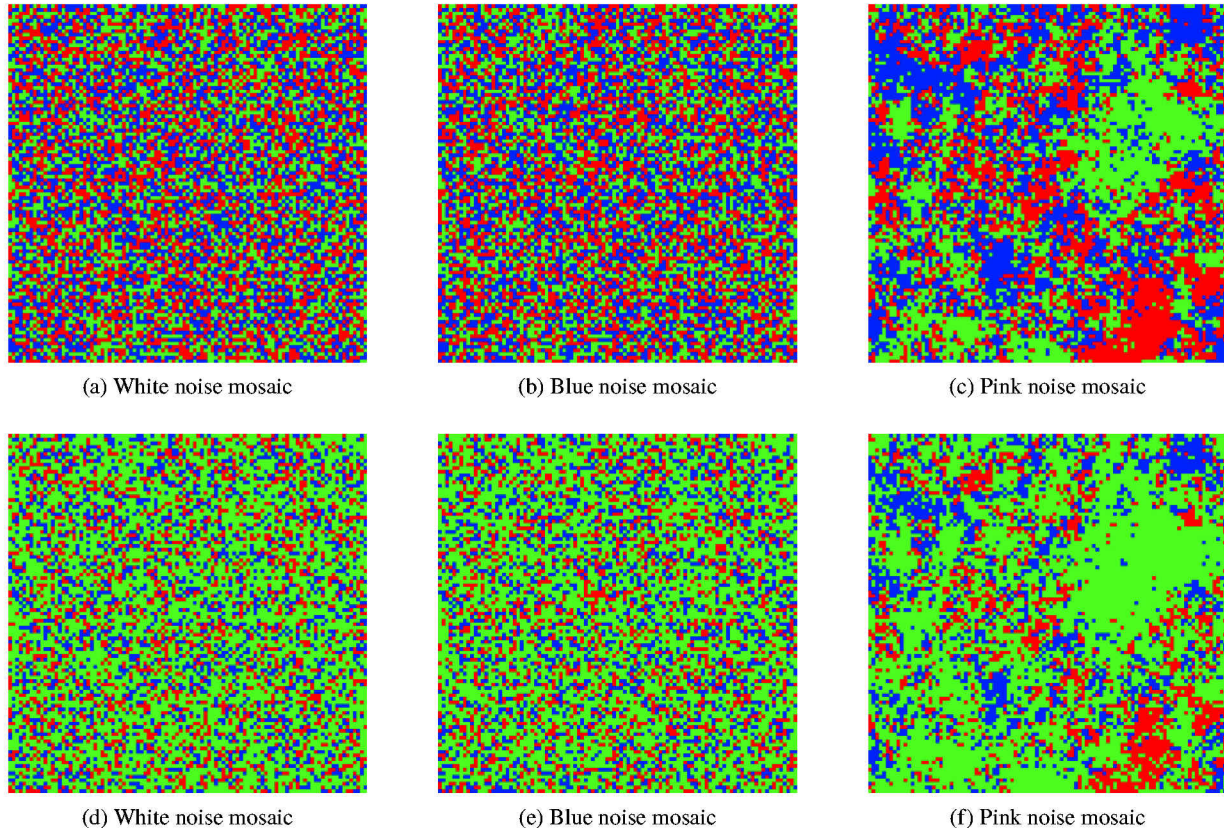 (a) White noise mosaic
(b) Blue noise mosaic
(c) Pink noise mosaic
(d) White noise mosaic
(e) Blue noise mosaic
(f) Pink noise mosaic